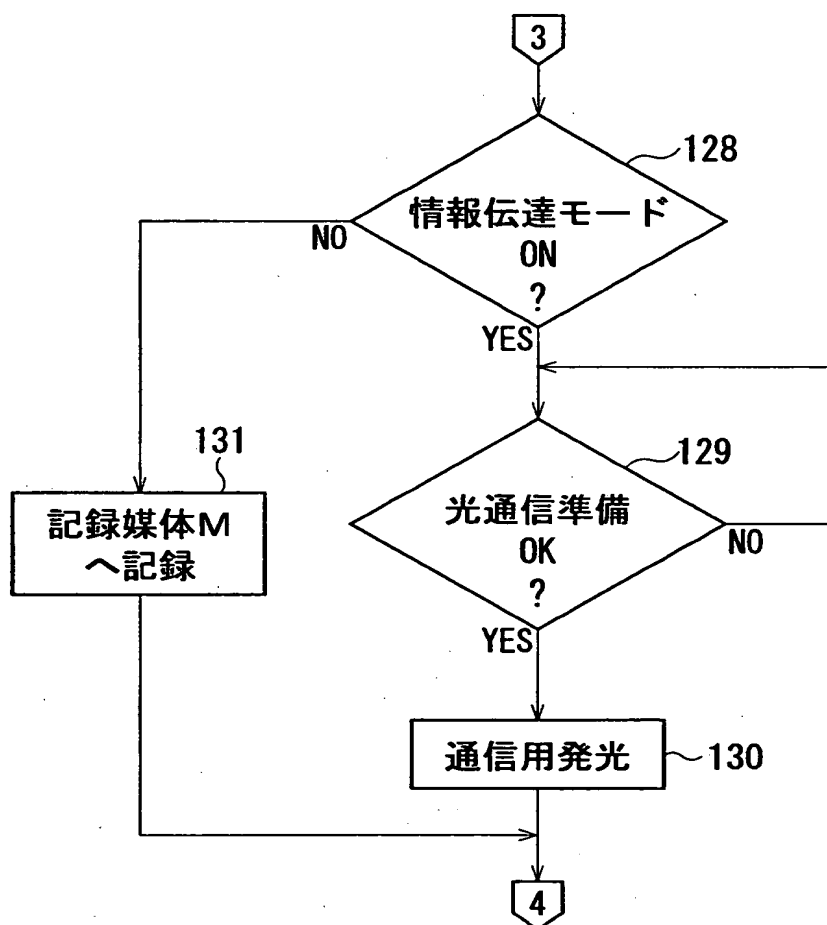 3
128
情報伝達モード
ON
?
NO
YES
129
光通信準備
OK
?
NO
YES
131
記録媒体M
へ記録
通信用発光
130
4